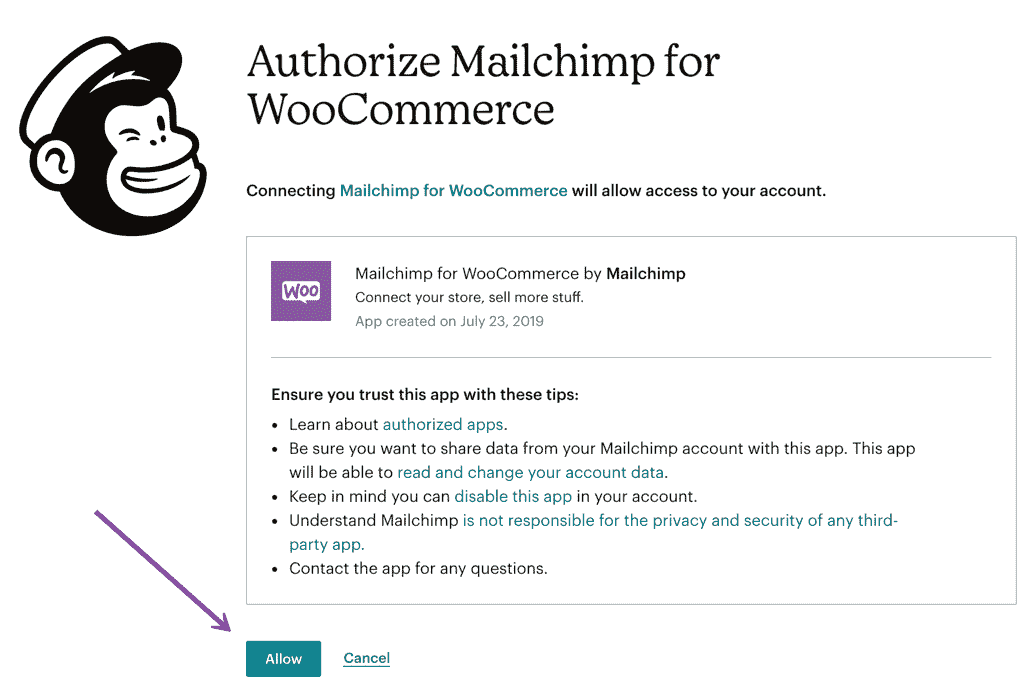 Authorize Mailchimp for
WooCommerce
Connecting Mailchimp for WooCommerce will allow access to your account.
Woo
Mailchimp for WooCommerce by Mailchimp
Connect your store, sell more stuff.
App created on July 23, 2019
Ensure you trust this app with these tips:
• Learn about authorized apps.
• Be sure you want to share data from your Mailchimp account with this app. This app
will be able to read and change your account data.
• Keep in mind you can disable this app in your account.
• Understand Mailchimp is not responsible for the privacy and security of any third-
party app.
• Contact the app for any questions.
Allow Cancel